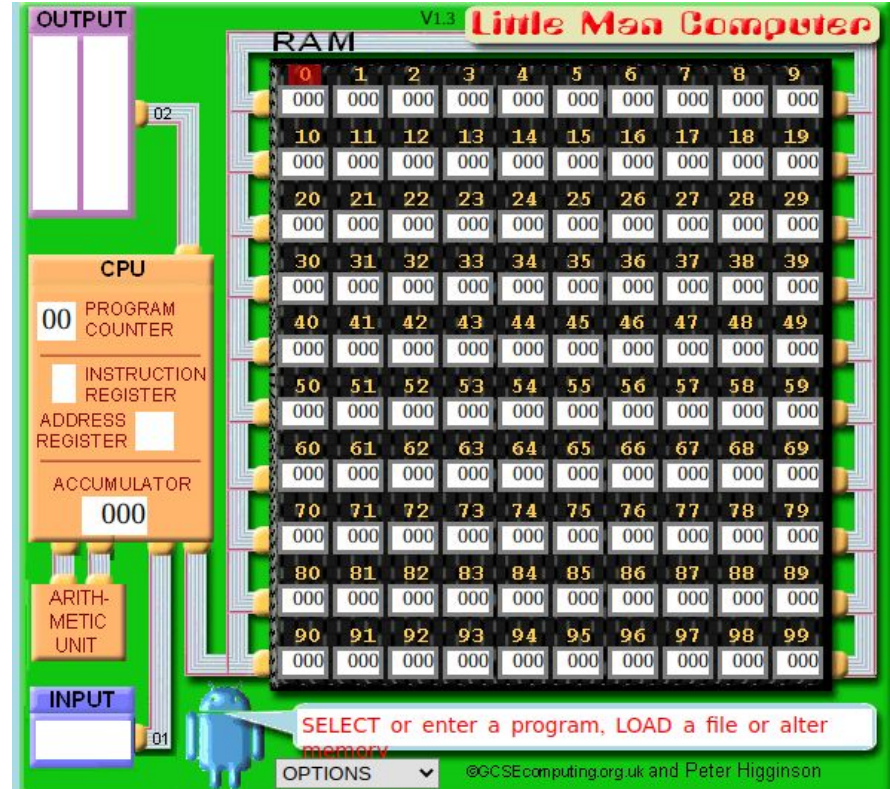 OUTPUT
V1.3
Little Man Computer
RAM
0 1 2 3 4 5 6 7 8 9
000 000 000 000 000 000 000 000 000 000
02
10 11 12 13 14 15 16 17 18 19
000 000 000 000 000 000 000 000 000 000
20 21 22 23 24 25 26 27 28 29
000 000 000 000 000 000 000 000 000 000
CPU
30 31 32 33 34 35 36 37 38 39
000 000 000 000 000 000 000 000 000 000
00
PROGRAM
COUNTER
40 41 42 43 44 45 46 47 48 49
000 000 000 000 000 000 000 000 000 000
INSTRUCTION
REGISTER
50 51 52 53 54 55 56 57 58 59
000 000 000 000 000 000 000 000 000 000
ADDRESS
REGISTER
60 61 62 63 64 65 66 67 68 69
000 000 000 000 000 000 000 000 000 000
ACCUMULATOR
000
70 71 72 73 74 75 76 77 78 79
000 000 000 000 000 000 000 000 000 000
80 81 82 83 84 85 86 87 88 89
000 000 000 000 000 000 000 000 000 000
ARITH-
METIC
UNIT
90 91 92 93 94 95 96 97 98 99
000 000 000 000 000 000 000 000 000 000
INPUT
01
SELECT or enter a program, LOAD a file or alter
memory
OPTIONS
©GCSEcomputing.org.uk and Peter Higginson